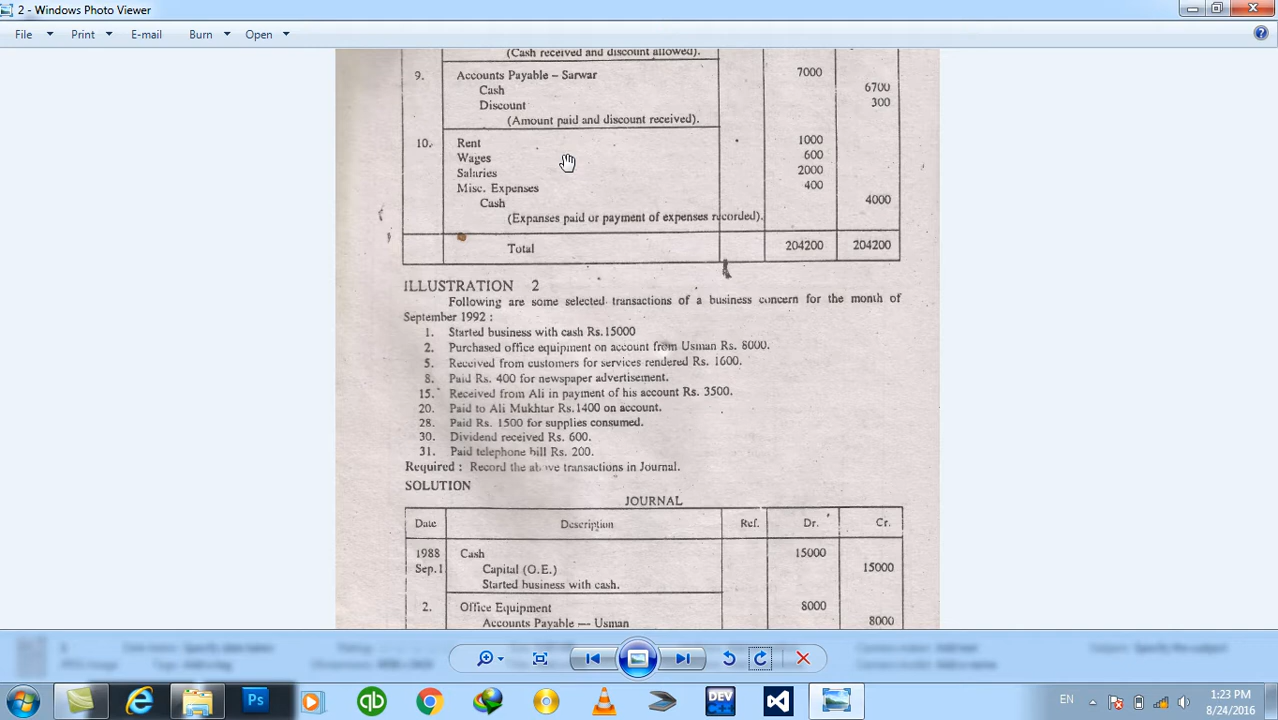 2 - Windows Photo Viewer
File Print E-mail Burn Open
(Cash received and discount allowed).
9. Accounts Payable – Sarwar 7000
Cash 6700
Discount 300
(Amount paid and discount received).
10. Rent 1000
Wages 600
Salaries 2000
Misc. Expenses 400
Cash 4000
(Expanses paid or payment of expenses recorded).
Total 204200 204200
ILLUSTRATION 2
Following are some selected transactions of a business concern for the month of
September 1992 :
1. Started business with cash Rs. 15000
2. Purchased office equipment on account from Usman Rs. 8000.
5. Received from customers for services rendered Rs. 1600.
8. Paid Rs. 400 for newspaper advertisement.
15. Received from Ali in payment of his account Rs. 3500.
20. Paid to Ali Mukhtar Rs. 1400 on account.
28. Paid Rs. 1500 for supplies consumed.
30. Dividend received Rs. 600.
31. Paid telephone bill Rs. 200.
Required : Record the above transactions in Journal.
SOLUTION
JOURNAL
Date Description Ref. Dr. Cr.
1988 Cash 15000
Sep.1 Capital (O.E.) 15000
Started business with cash.
2. Office Equipment 8000
Accounts Payable — Usman 8000
Ps
qb
DEV
EN
1:23 PM
8/24/2016